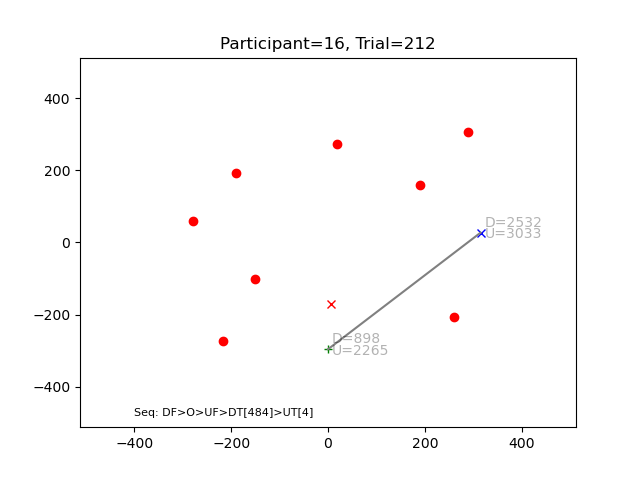 Participant=16, Trial=212
400
200
0
−200
−400
D=2532
U=3033
D=898
U=2265
Seq: DF>O>UF>DT[484]>UT[4]
−400
−200
0
200
400